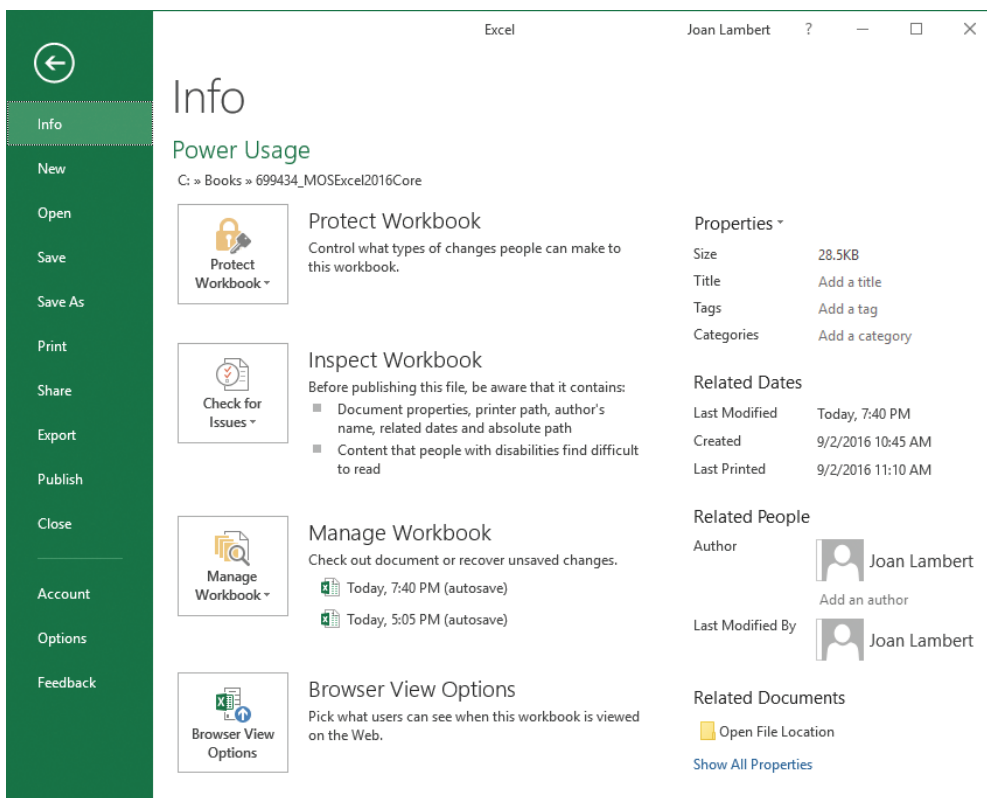 Excel
Joan Lambert
?
Info
New
Open
Save
Save As
Print
Share
Export
Publish
Close
Account
Options
Feedback
Info
Power Usage
C: » Books » 699434_MOSExcel2016Core
Protect
Workbook
Protect Workbook
Control what types of changes people can make to
this workbook.
Check for
Issues
Inspect Workbook
Before publishing this file, be aware that it contains:
Document properties, printer path, author's
name, related dates and absolute path
Content that people with disabilities find difficult
to read
Manage
Workbook
Manage Workbook
Check out document or recover unsaved changes.
Today, 7:40 PM (autosave)
Today, 5:05 PM (autosave)
Browser View
Options
Browser View Options
Pick what users can see when this workbook is viewed
on the Web.
Properties
Size 28.5KB
Title Add a title
Tags Add a tag
Categories Add a category
Related Dates
Last Modified Today, 7:40 PM
Created 9/2/2016 10:45 AM
Last Printed 9/2/2016 11:10 AM
Related People
Author Joan Lambert
Add an author
Last Modified By Joan Lambert
Related Documents
Open File Location
Show All Properties